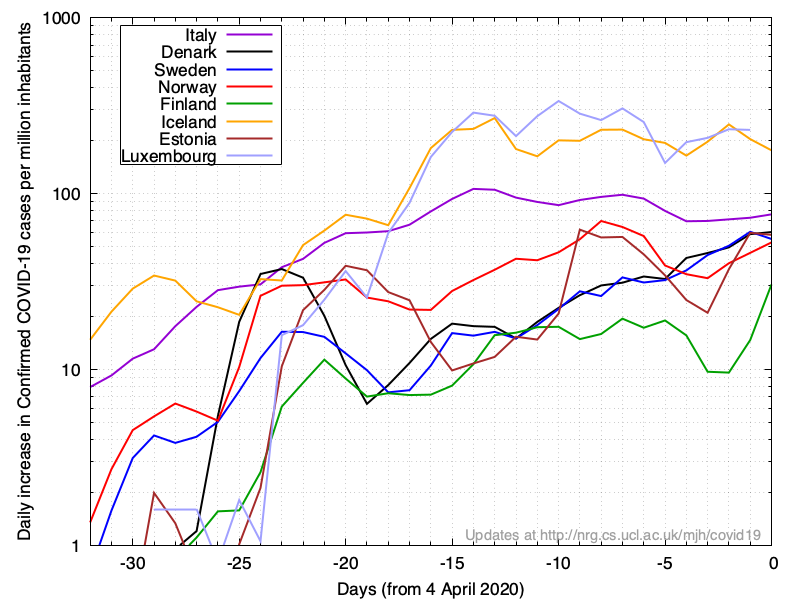 1000
100
10
1
Daily increase in Confirmed COVID-19 cases per million inhabitants
Italy
Denark
Sweden
Norway
Finland
Iceland
Estonia
Luxembourg
Updates at http://nrg.cs.ucl.ac.uk/mjh/covid19
-30 -25 -20 -15 -10 -5 0
Days (from 4 April 2020)